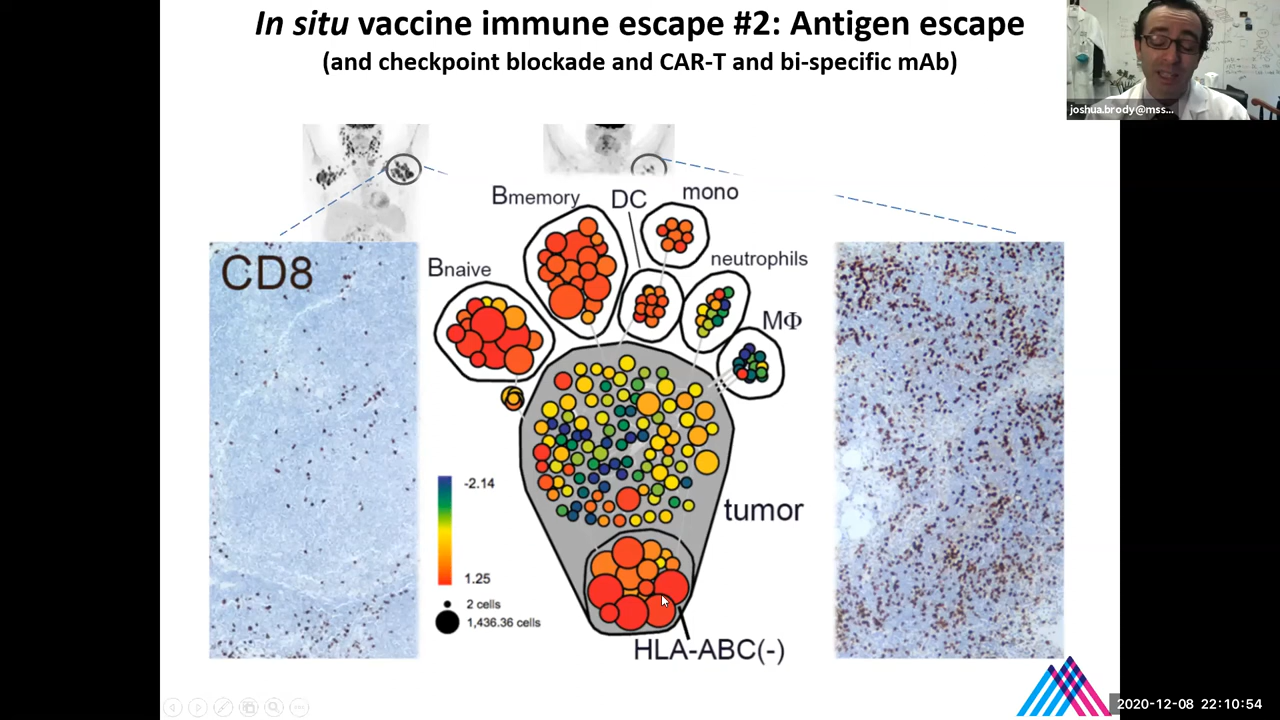 In situ vaccine immune escape #2: Antigen escape
(and checkpoint blockade and CAR-T and bi-specific mAb)
joshua.brody@mss...
Bmemory
DC
mono
Bnaive
neutrophils
MΦ
CD8
-2.14
1.25
2 cells
1,436.36 cells
tumor
HLA-ABC(-)
2020-12-08 22:10:54